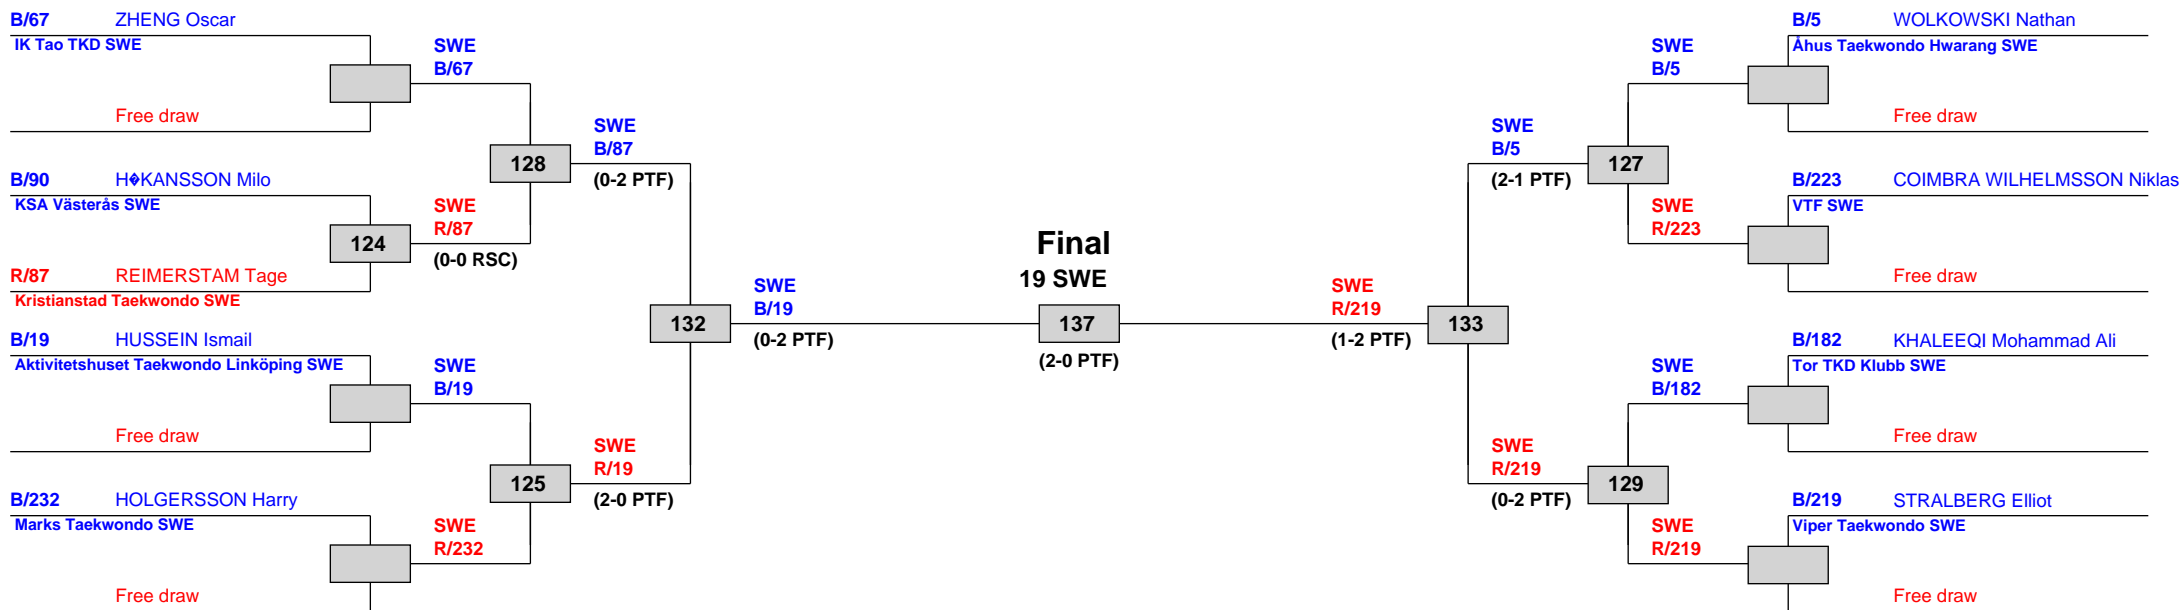 B/67 ZHENG Oscar
IK Tao TKD SWE
Free draw
B/90 H�KANSSON Milo
KSA Västerås SWE
R/87 REIMERSTAM Tage
Kristianstad Taekwondo SWE
B/19 HUSSEIN Ismail
Aktivitetshuset Taekwondo Linköping SWE
Free draw
B/232 HOLGERSSON Harry
Marks Taekwondo SWE
Free draw
SWE
B/67
124
SWE
R/87
(0-0 RSC)
SWE
B/19
SWE
R/232
128
125
SWE
B/87
(0-2 PTF)
SWE
R/19
(2-0 PTF)
132
SWE
B/19
(0-2 PTF)
Final
19 SWE
137
(2-0 PTF)
SWE
R/219
(1-2 PTF)
133
SWE
B/5
(2-1 PTF)
SWE
R/219
(0-2 PTF)
127
129
SWE
B/5
SWE
R/223
SWE
B/182
SWE
R/219
B/5 WOLKOWSKI Nathan
Åhus Taekwondo Hwarang SWE
Free draw
B/223 COIMBRA WILHELMSSON Niklas
VTF SWE
Free draw
B/182 KHALEEQI Mohammad Ali
Tor TKD Klubb SWE
Free draw
B/219 STRALBERG Elliot
Viper Taekwondo SWE
Free draw